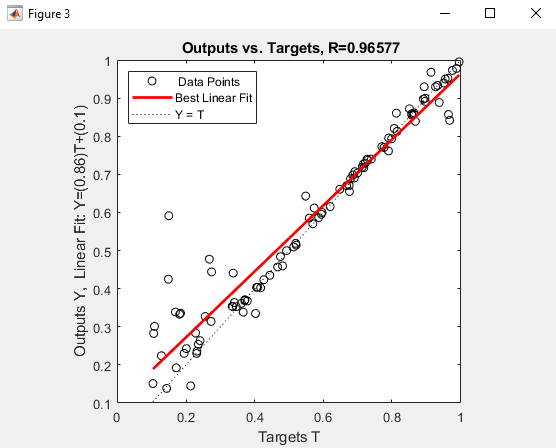 Figure 3
Outputs vs. Targets, R=0.96577
Data Points
Best Linear Fit
Y = T
Outputs Y, Linear Fit: Y=(0.86)T+(0.1)
1
0.9
0.8
0.7
0.6
0.5
0.4
0.3
0.2
0.1
0 0.2 0.4 0.6 0.8 1
Targets T